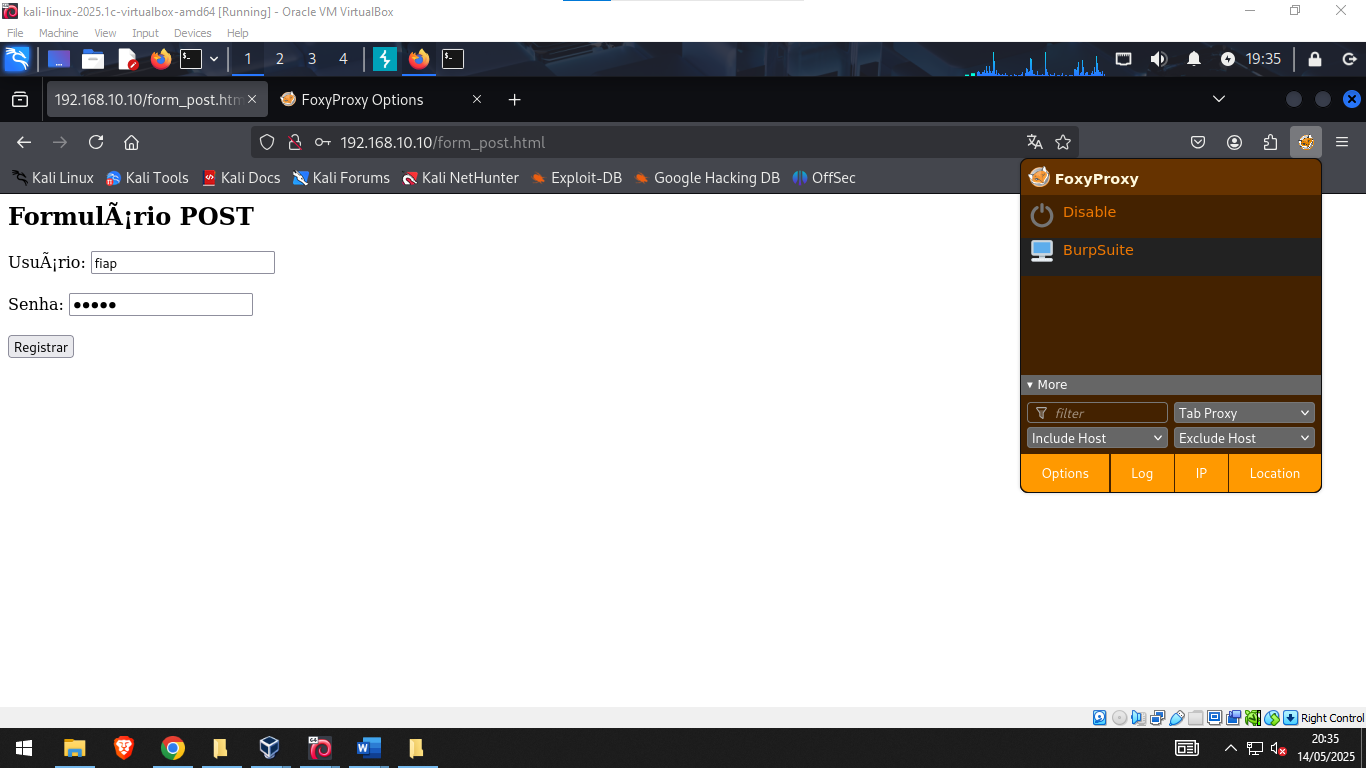 kali-linux-2025.1c-virtualbox-amd64 [Running] - Oracle VM VirtualBox
File Machine View Input Devices Help
1 2 3 4 19:35
192.168.10.10/form_post.htm FoxyProxy Options
192.168.10.10/form_post.html
Kali Linux Kali Tools Kali Docs Kali Forums Kali NetHunter Exploit-DB Google Hacking DB OffSec
FormulÃ¡rio POST
UsuÃ¡rio: fiap
Senha: ●●●●●
Registrar
FoxyProxy
Disable
BurpSuite
▾ More
filter Tab Proxy
Include Host Exclude Host
Options Log IP Location
Right Control
20:35
14/05/2025